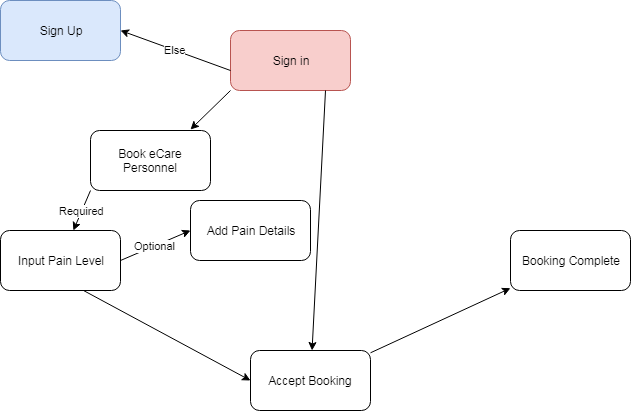 Sign Up
Else
Sign in
Book eCare
Personnel
Required
Add Pain Details
Optional
Input Pain Level
Booking Complete
Accept Booking